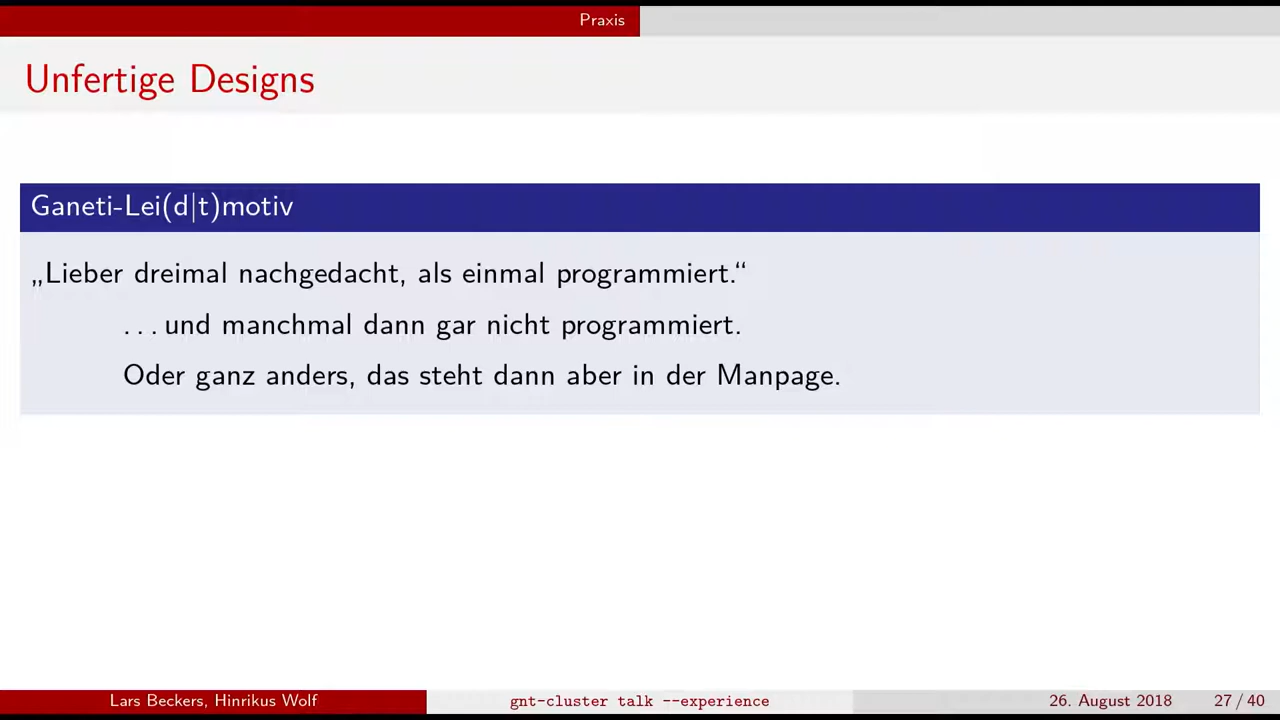 Praxis
Unfertige Designs
Ganeti-Lei(d|t)motiv
„Lieber dreimal nachgedacht, als einmal programmiert.“
...und manchmal dann gar nicht programmiert.
Oder ganz anders, das steht dann aber in der Manpage.
Lars Beckers, Hinrikus Wolf gnt-cluster talk --experience 26. August 2018 27 / 40